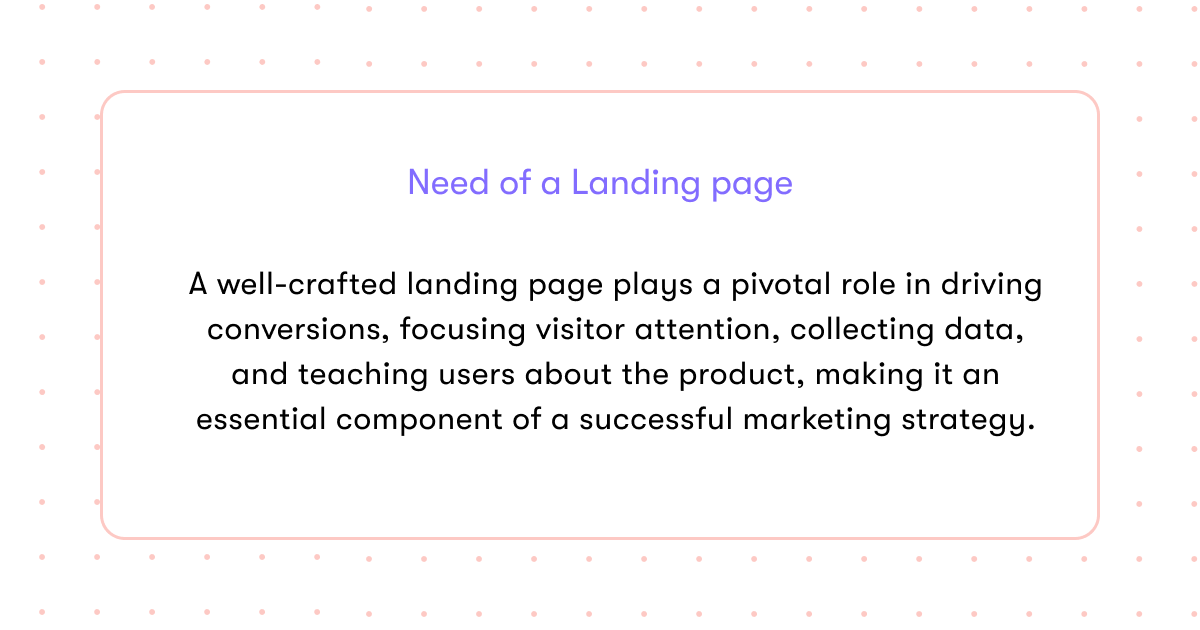 Need of a Landing page
A well-crafted landing page plays a pivotal role in driving
conversions, focusing visitor attention, collecting data,
and teaching users about the product, making it an
essential component of a successful marketing strategy.